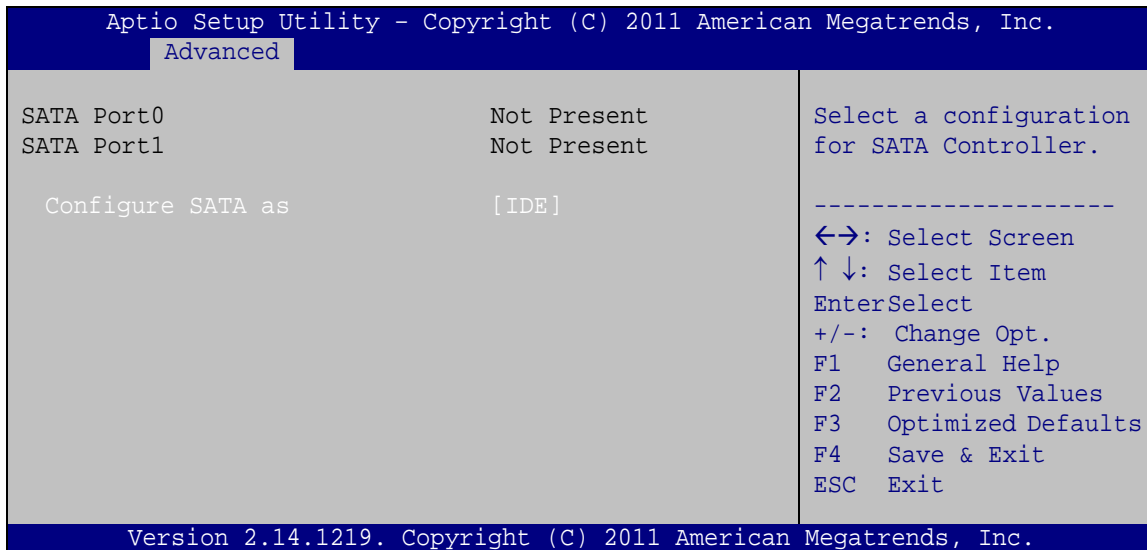 Aptio Setup Utility – Copyright (C) 2011 American Megatrends, Inc.
Advanced
SATA Port0 Not Present
SATA Port1 Not Present
Configure SATA as [IDE]
Select a configuration
for SATA Controller.
---------------------
←→: Select Screen
↑ ↓: Select Item
EnterSelect
+/-: Change Opt.
F1 General Help
F2 Previous Values
F3 Optimized Defaults
F4 Save & Exit
ESC Exit
Version 2.14.1219. Copyright (C) 2011 American Megatrends, Inc.